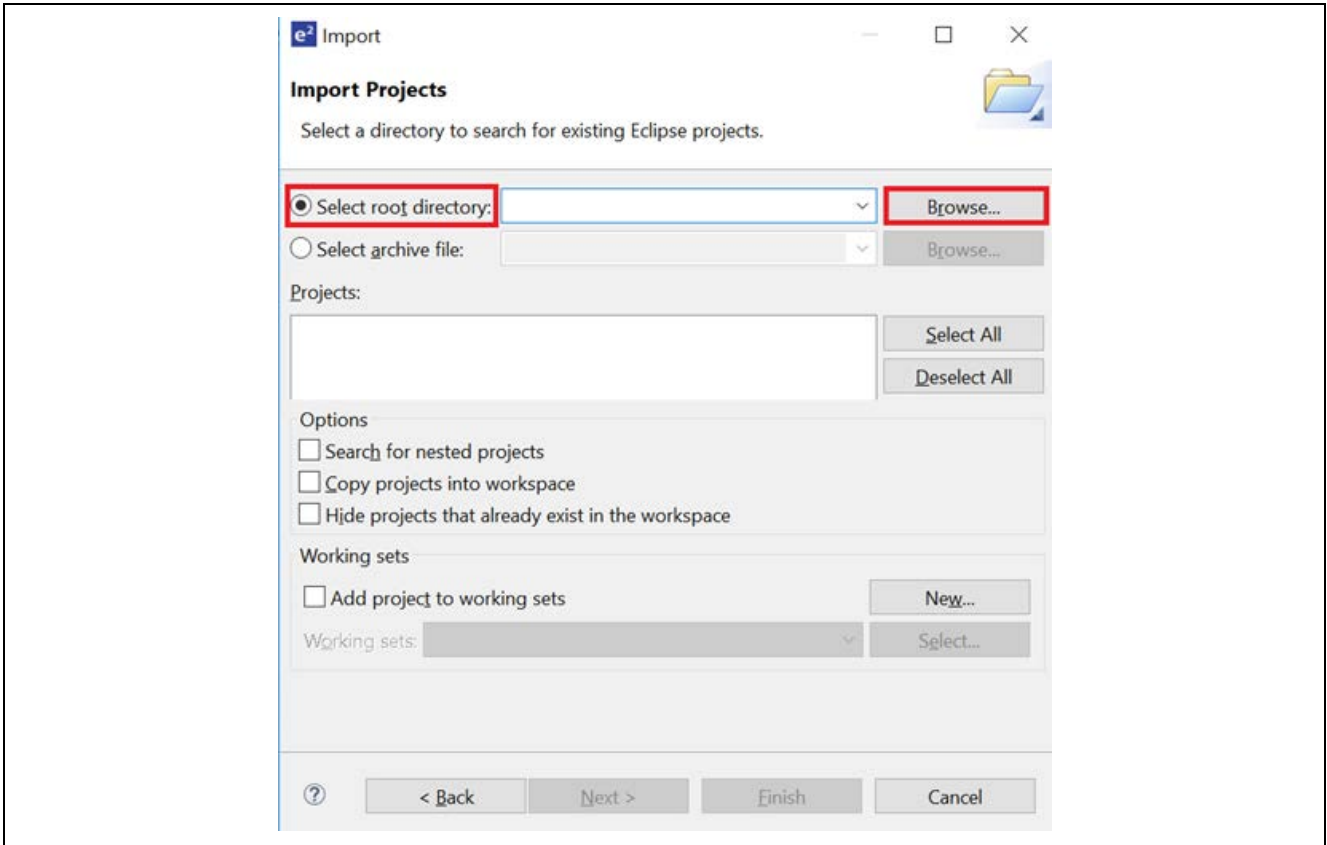 e² Import
Import Projects
Select a directory to search for existing Eclipse projects.
Select root directory: Browse...
Select archive file: Browse...
Projects:
Select All
Deselect All
Options
Search for nested projects
Copy projects into workspace
Hide projects that already exist in the workspace
Working sets
Add project to working sets New...
Working sets: Select...
? < Back Next > Finish Cancel